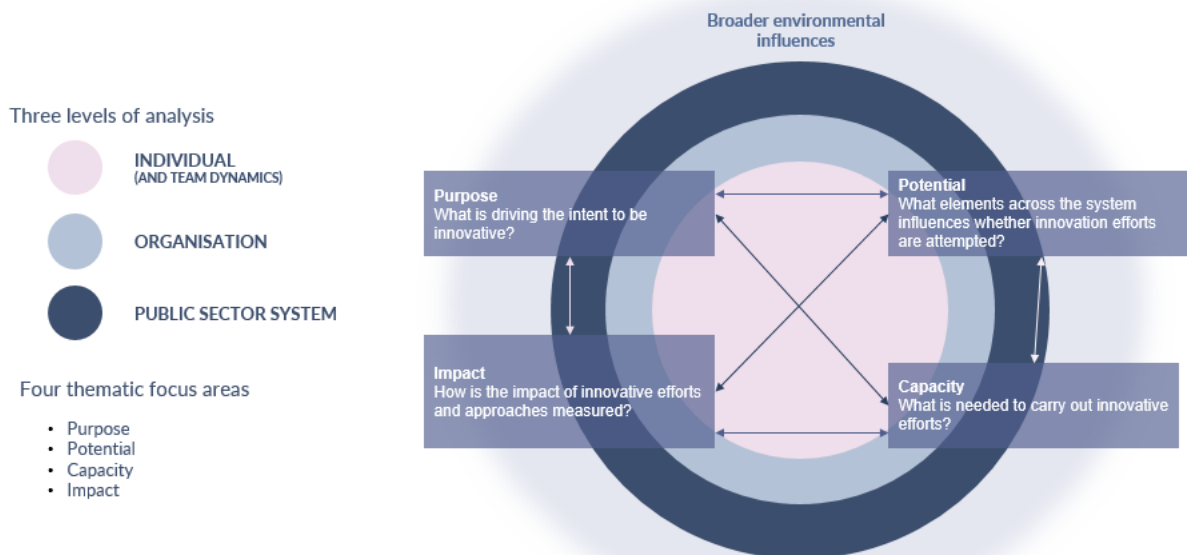 Three levels of analysis
INDIVIDUAL
(AND TEAM DYNAMICS)
ORGANISATION
PUBLIC SECTOR SYSTEM
Four thematic focus areas
• Purpose
• Potential
• Capacity
• Impact
Broader environmental
influences
Purpose
What is driving the intent to be
innovative?
Potential
What elements across the system
influences whether innovation efforts
are attempted?
Impact
How is the impact of innovative efforts
and approaches measured?
Capacity
What is needed to carry out innovative
efforts?